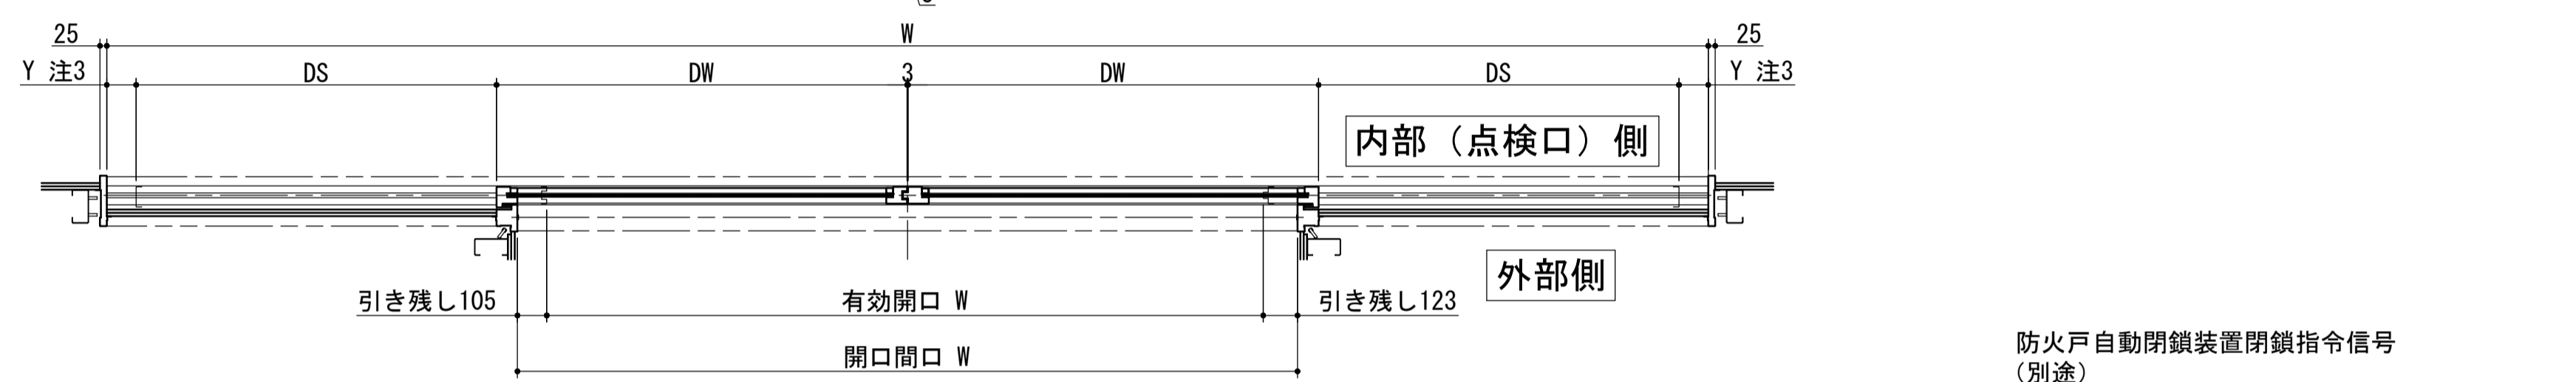 25 W 25
Y 注3 DS DW 3 DW DS Y 注3
内部（点検口）側
外部側
引き残し105 有効開口 W 引き残し123
開口間口 W
防火戸自動閉鎖装置閉鎖指令信号
(別途)